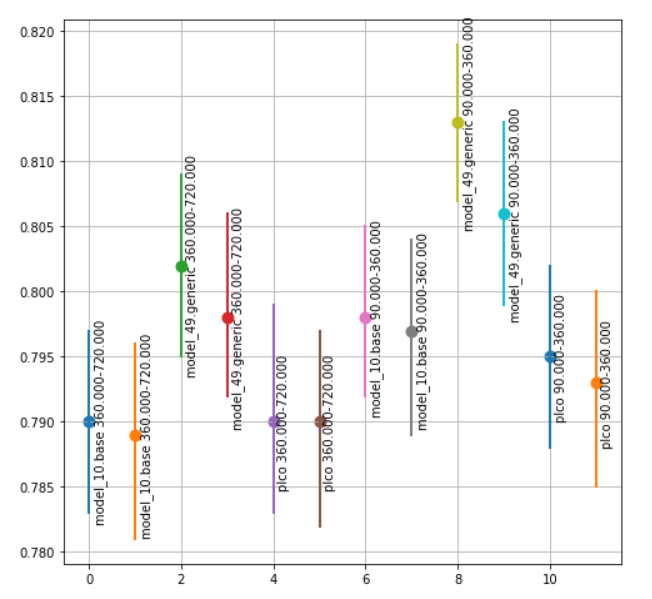 0.820
0.815
0.810
0.805
0.800
0.795
0.790
0.785
0.780
model_10.base 360.000-720.000
model_10.base 360.000-720.000
model_49.generic 360.000-720.000
model_49.generic 360.000-720.000
plco 360.000-720.000
plco 360.000-720.000
model_10.base 90.000-360.000
model_10.base 90.000-360.000
model_49.generic 90.000-360.000
model_49.generic 90.000-360.000
plco 90.000-360.000
plco 90.000-360.000
0 2 4 6 8 10